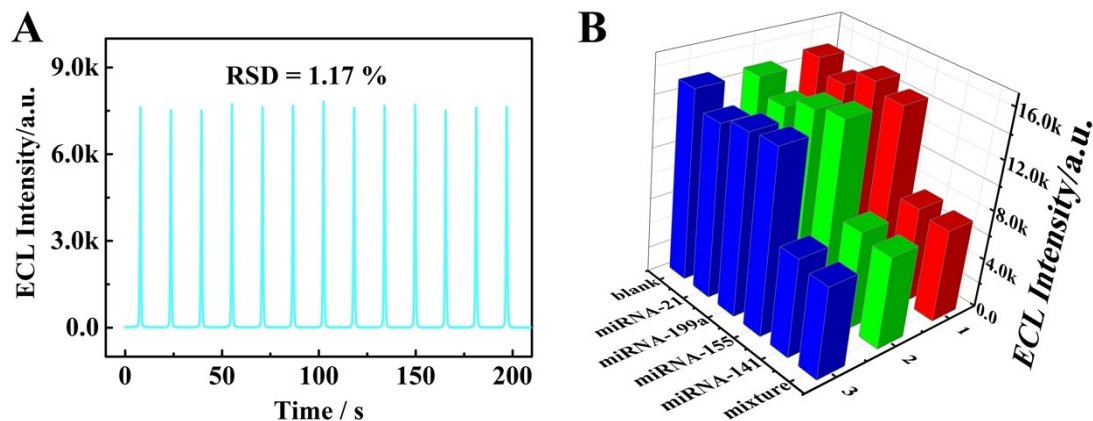 A
ECL Intensity/a.u.
9.0k
6.0k
3.0k
0.0
RSD = 1.17 %
0
50
100
150
200
Time / s
B
blank
miRNA-21
miRNA-199a
miRNA-155
miRNA-141
mixture
3
2
1
16.0k
12.0k
8.0k
4.0k
0.0
ECL Intensity/a.u.